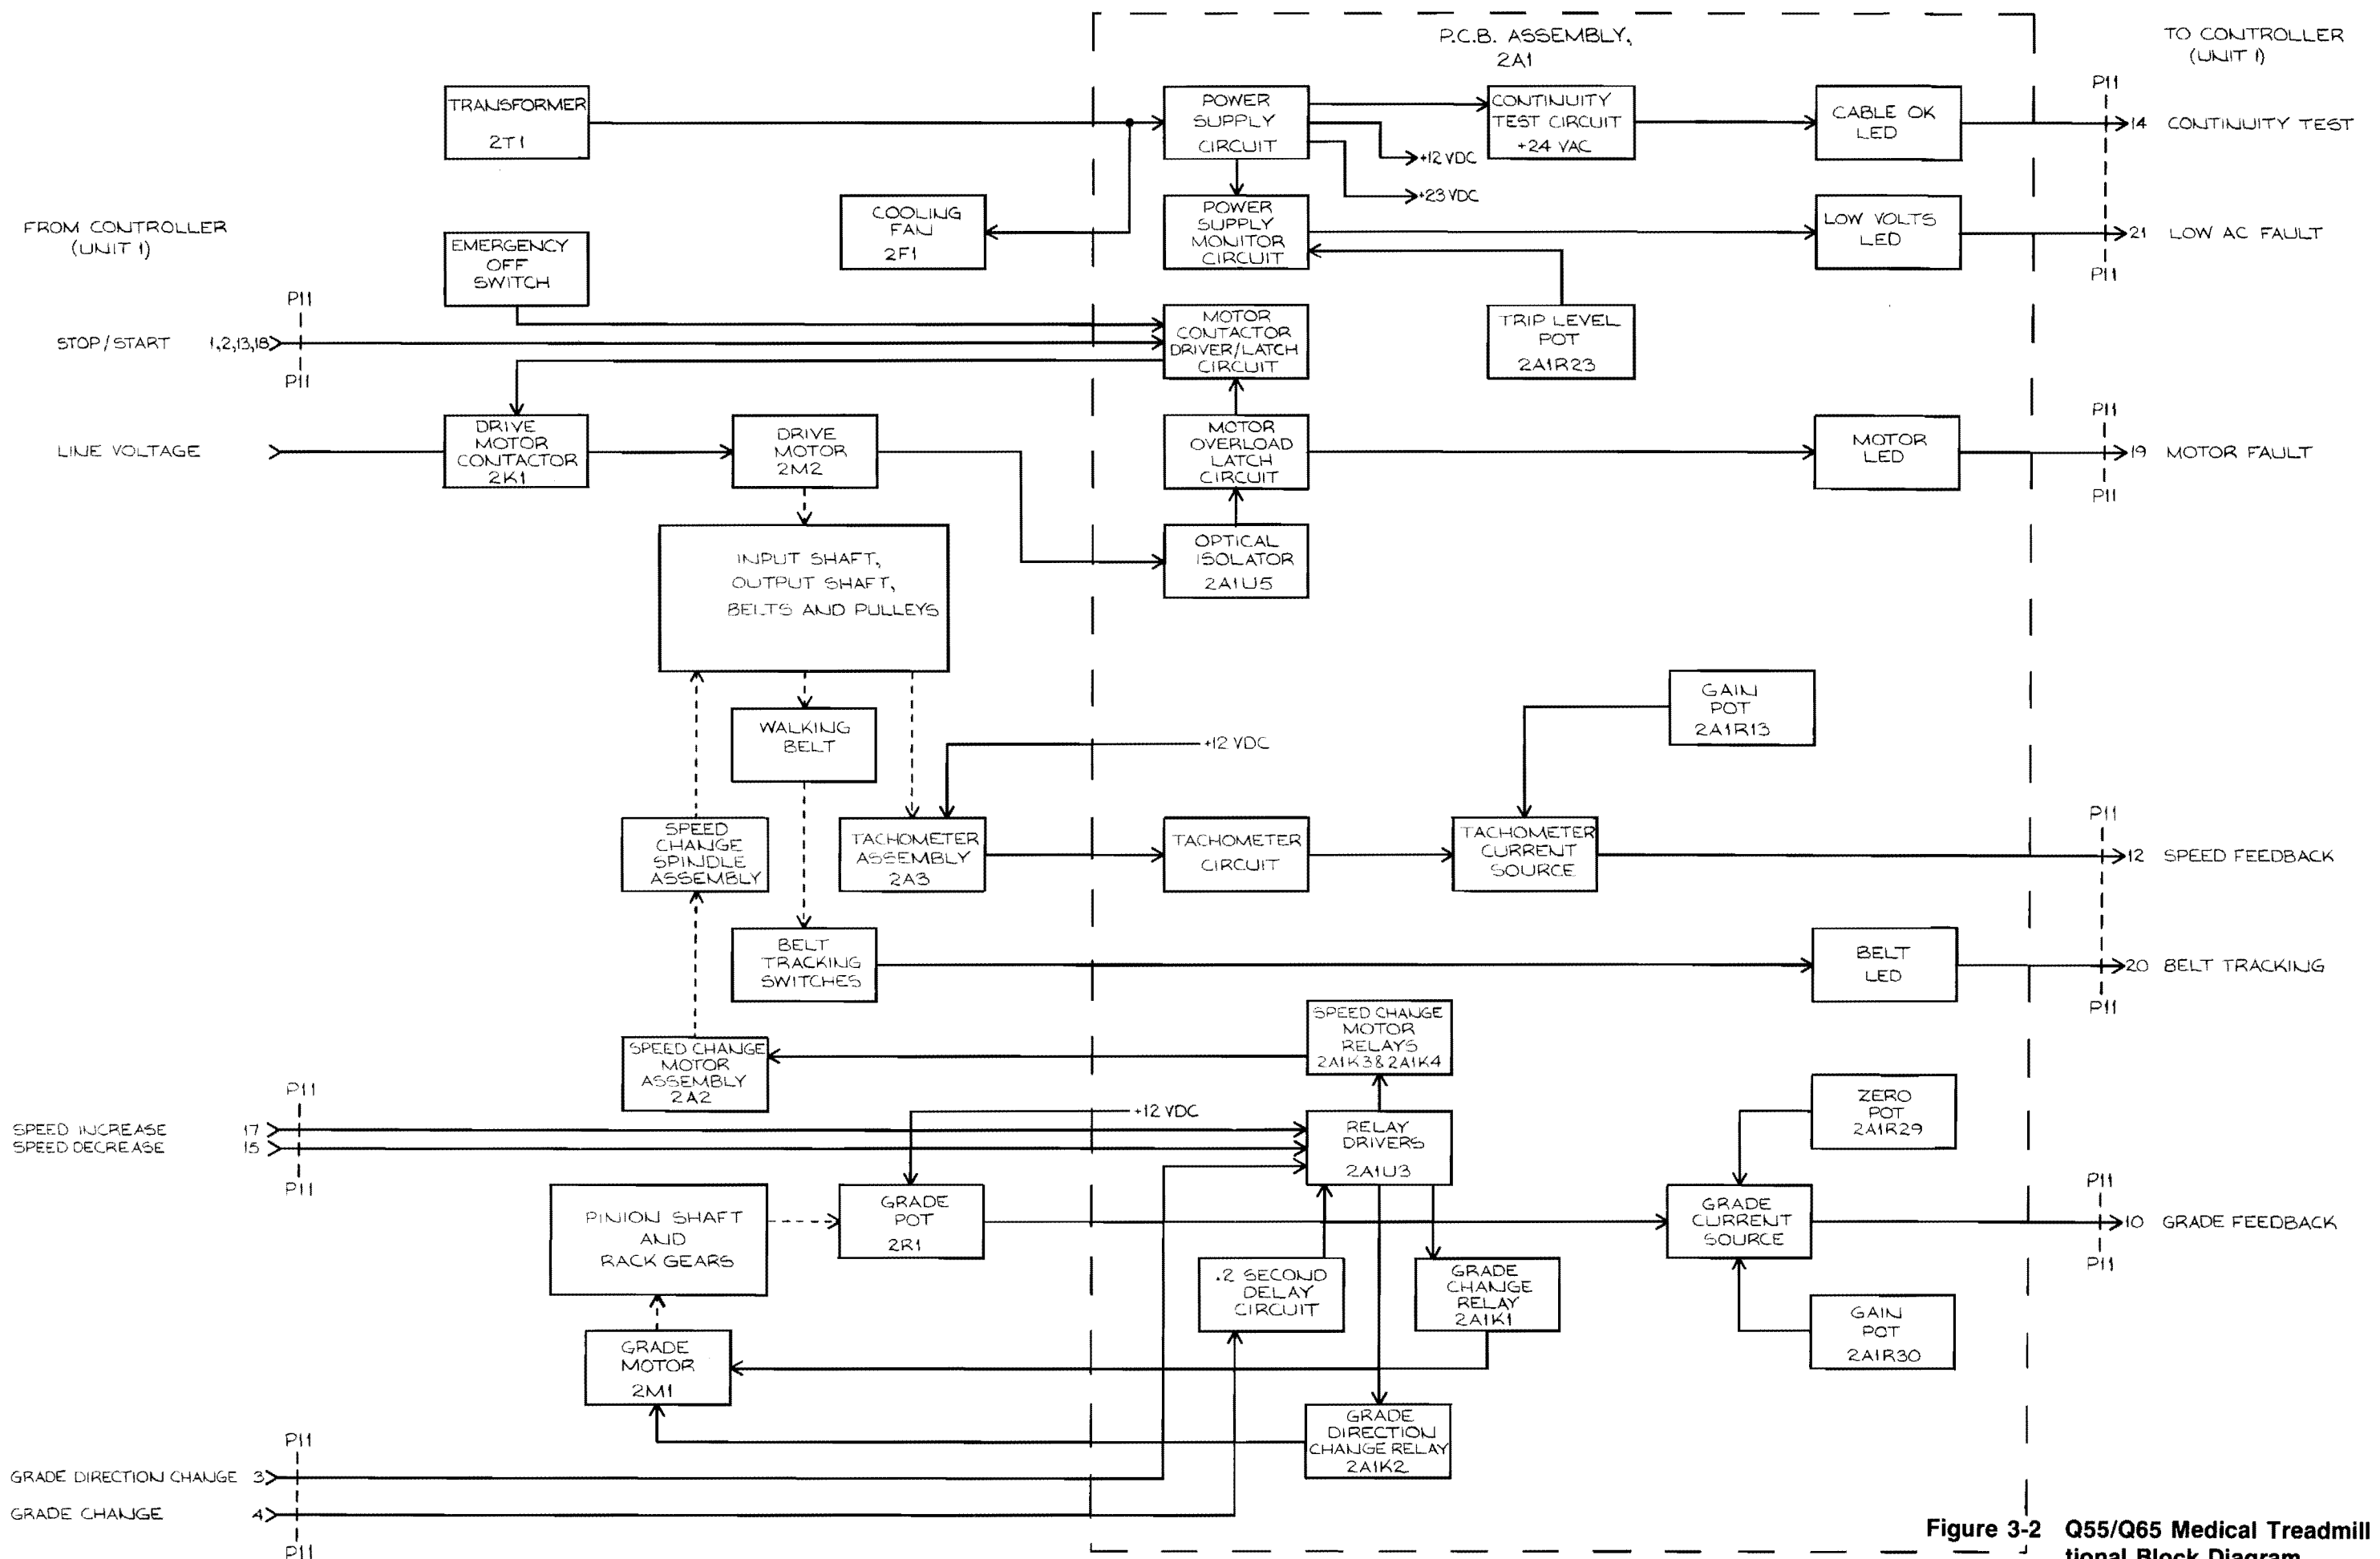 P.C.B. ASSEMBLY,
2A1
TO CONTROLLER
(UNIT 1)
P11
TRANSFORMER
2T1
POWER
SUPPLY
CIRCUIT
CONTINUITY
TEST CIRCUIT
+24 VAC
CABLE OK
LED
14 CONTINUITY TEST
+12 VDC
+23 VDC
FROM CONTROLLER
(UNIT 1)
COOLING
FAN
2F1
POWER
SUPPLY
MONITOR
CIRCUIT
LOW VOLTS
LED
21 LOW AC FAULT
P11
EMERGENCY
OFF
SWITCH
P11
STOP/START 1,2,13,18
P11
MOTOR
CONTACTOR
DRIVER/LATCH
CIRCUIT
TRIP LEVEL
POT
2A1R23
LINE VOLTAGE
DRIVE
MOTOR
CONTACTOR
2K1
DRIVE
MOTOR
2M2
MOTOR
OVERLOAD
LATCH
CIRCUIT
MOTOR
LED
P11
19 MOTOR FAULT
P11
INPUT SHAFT,
OUTPUT SHAFT,
BELTS AND PULLEYS
OPTICAL
ISOLATOR
2A1U5
GAIN
POT
2A1R13
WALKING
BELT
+12 VDC
SPEED
CHANGE
SPINDLE
ASSEMBLY
TACHOMETER
ASSEMBLY
2A3
TACHOMETER
CIRCUIT
TACHOMETER
CURRENT
SOURCE
P11
12 SPEED FEEDBACK
BELT
TRACKING
SWITCHES
BELT
LED
20 BELT TRACKING
P11
SPEED CHANGE
MOTOR
ASSEMBLY
2A2
SPEED CHANGE
MOTOR
RELAYS
2A1K3&2A1K4
P11
SPEED INCREASE 17
SPEED DECREASE 15
P11
+12 VDC
RELAY
DRIVERS
2A1U3
ZERO
POT
2A1R29
PINION SHAFT
AND
RACK GEARS
GRADE
POT
2R1
GRADE
CURRENT
SOURCE
P11
10 GRADE FEEDBACK
P11
.2 SECOND
DELAY
CIRCUIT
GRADE
CHANGE
RELAY
2A1K1
GAIN
POT
2A1R30
GRADE
MOTOR
2M1
GRADE
DIRECTION
CHANGE RELAY
2A1K2
P11
GRADE DIRECTION CHANGE 3
GRADE CHANGE 4
P11
Figure 3-2 Q55/Q65 Medical Treadmill
tional Block Diagram